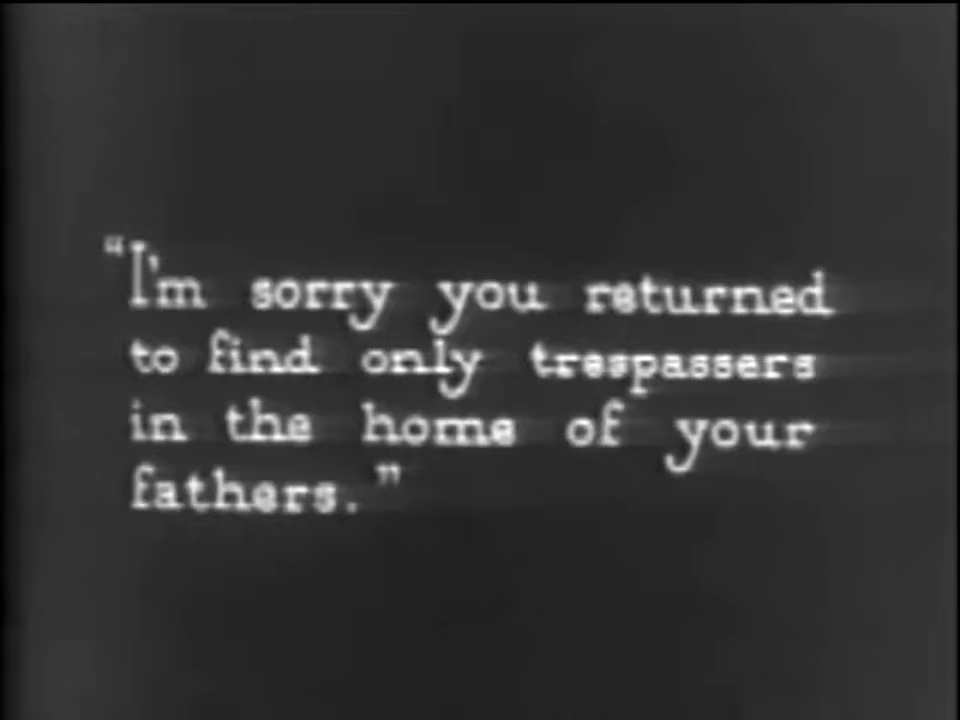 “I'm sorry you returned
to find only trespassers
in the home of your
fathers.”